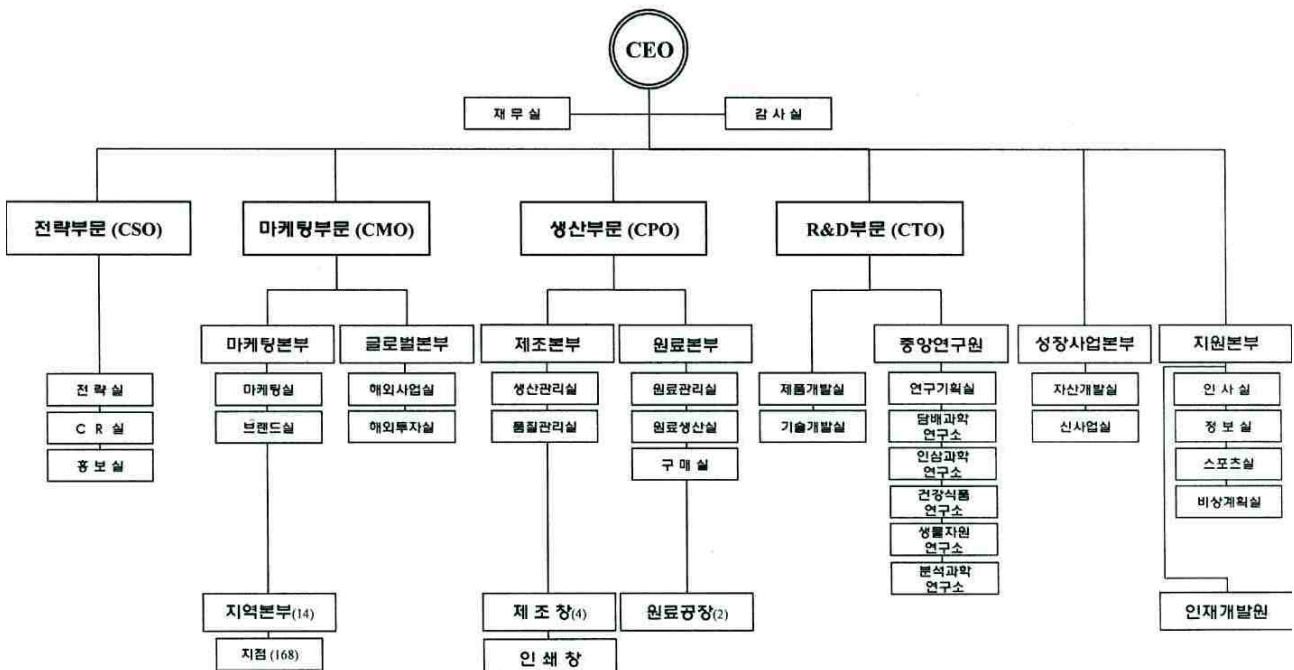 CEO
재 무 실
감 사 실
전략부문 (CSO)
마케팅부문 (CMO)
생산부문 (CPO)
R&D부문 (CTO)
마케팅본부
글로벌본부
제조본부
원료본부
중앙연구원
성장사업본부
지원본부
전 략 실
마케팅실
해외사업실
생산관리실
원료관리실
제품개발실
연구기획실
자산개발실
인 사 실
C R 실
브랜드실
해외투자실
품질관리실
원료생산실
기술개발실
담배과학
연구소
신사업실
정 보 실
홍 보 실
구 매 실
인삼과학
연구소
스포츠실
건강식품
연구소
비상계획실
생물자원
연구소
분석과학
연구소
지역본부(14)
제 조 창(4)
원료공장(2)
인재개발원
지점 (168)
인 쇄 창